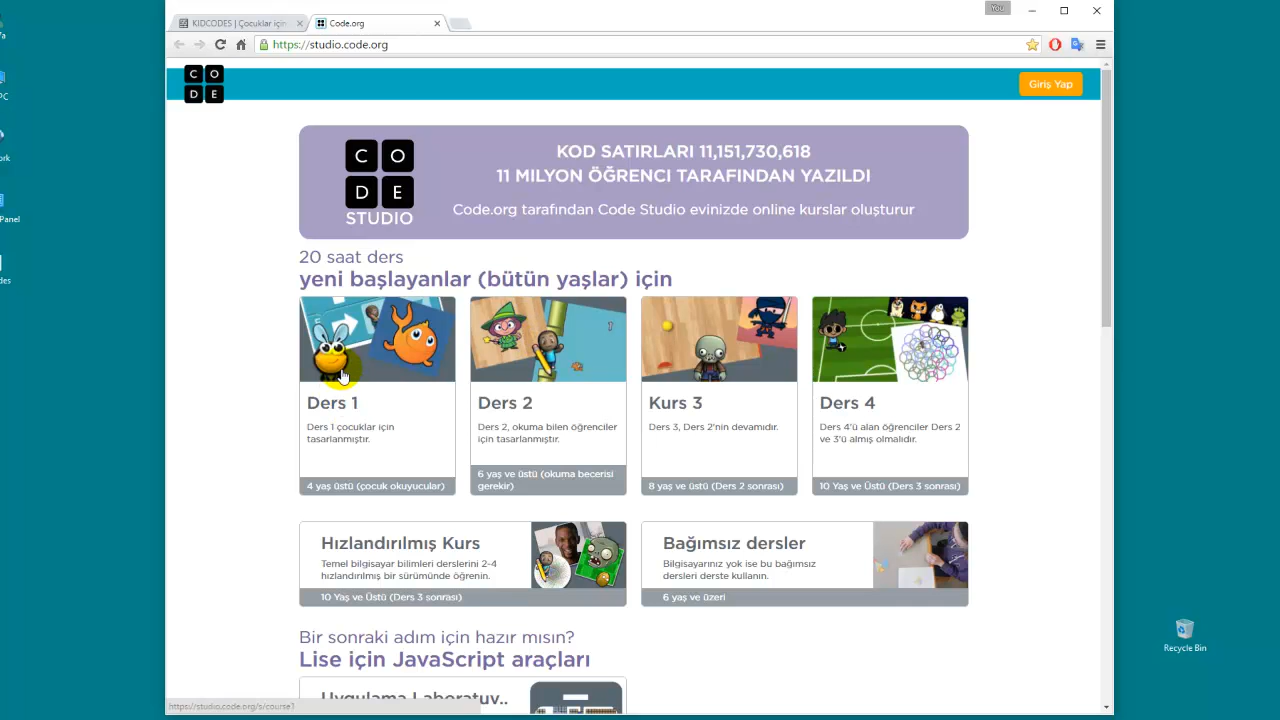 You
KIDCODES | Çocuklar için
Code.org
https://studio.code.org
CODE
Giriş Yap
CODE
STUDIO
KOD SATIRLARI 11,151,730,618
11 MILYON ÖĞRENCI TARAFINDAN YAZILDI
Code.org tarafından Code Studio evinizde online kurslar oluşturur
20 saat ders
yeni başlayanlar (bütün yaşlar) için
Ders 1
Ders 1 çocuklar için
tasarlanmıştır.
4 yaş üstü (çocuk okuyucular)
Ders 2
Ders 2, okuma bilen öğrenciler
için tasarlanmıştır.
6 yaş ve üstü (okuma becerisi
gerekir)
Kurs 3
Ders 3, Ders 2'nin devamıdır.
8 yaş ve üstü (Ders 2 sonrası)
Ders 4
Ders 4'ü alan öğrenciler Ders 2
ve 3'ü almış olmalıdır.
10 Yaş ve Üstü (Ders 3 sonrası)
Hızlandırılmış Kurs
Temel bilgisayar bilimleri derslerini 2-4
hızlandırılmış bir sürümünde öğrenin.
10 Yaş ve Üstü (Ders 3 sonrası)
Bağımsız dersler
Bilgisayarınız yok ise bu bağımsız
dersleri derste kullanın.
6 yaş ve üzeri
Bir sonraki adım için hazır mısın?
Lise için JavaScript araçları
Uygulama Laboratuv..
https://studio.code.org/s/course1
PC
Panel
Recycle Bin